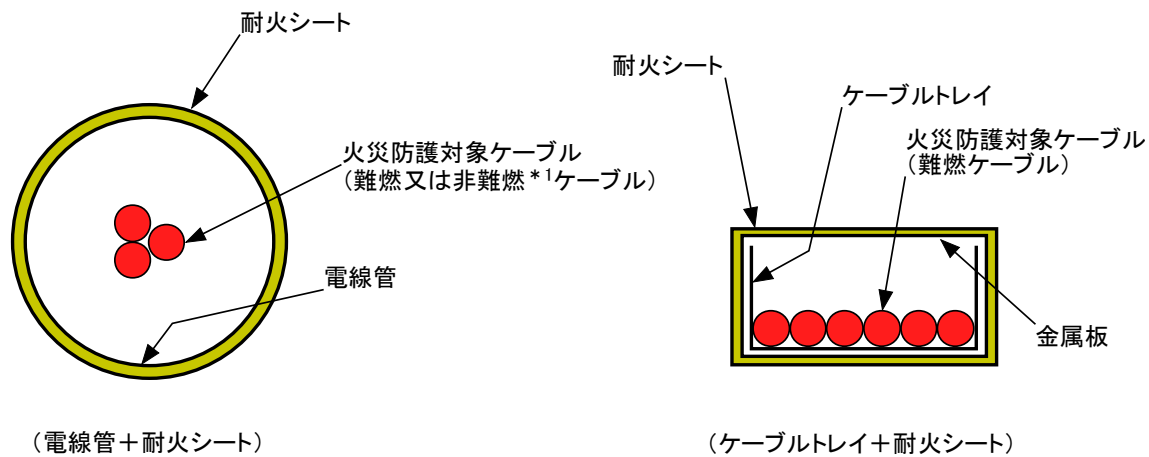 耐火シート
火災防護対象ケーブル
（難燃又は非難燃*1ケーブル）
電線管
（電線管＋耐火シート）
耐火シート
ケーブルトレイ
火災防護対象ケーブル
（難燃ケーブル）
金属板
（ケーブルトレイ＋耐火シート）